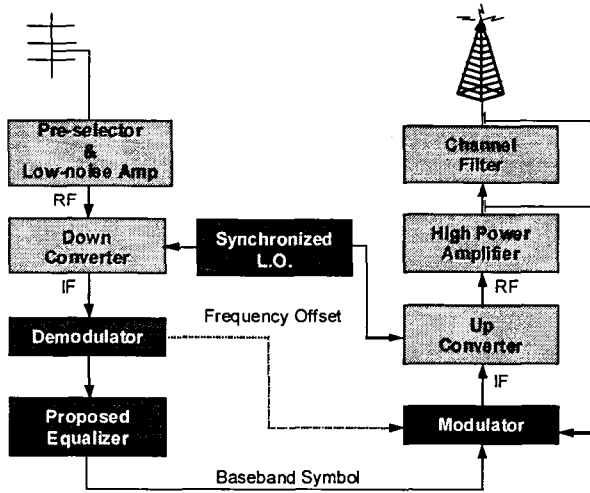 Pre-selector
&
Low-noise Amp
RF
Down
Converter
IF
Demodulator
Proposed
Equalizer
Synchronized
L.O.
Frequency Offset
Baseband Symbol
Channel
Filter
High Power
Amplifier
RF
Up
Converter
IF
Modulator